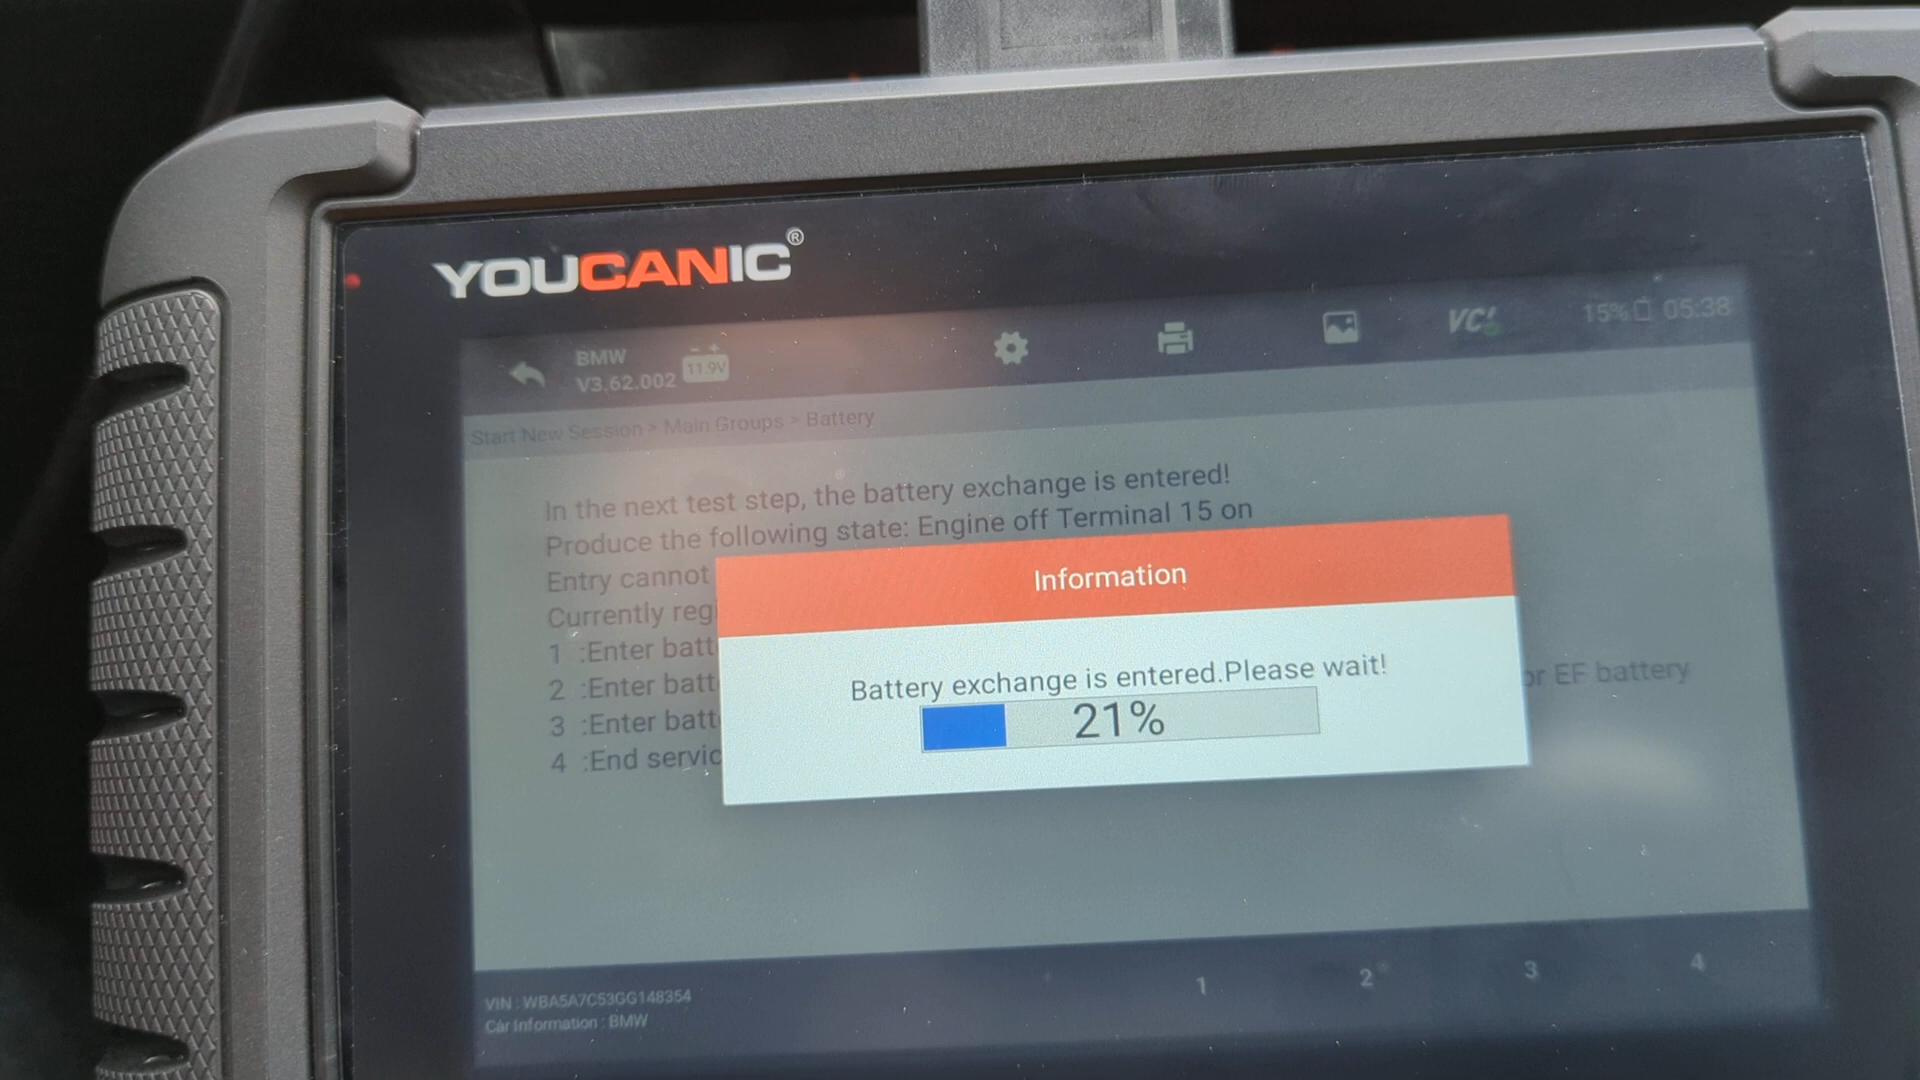 YOUCANIC®
BMW
V3.62.002
11.9V
VCI
15% 05:38
Start New Session > Main Groups > Battery
In the next test step, the battery exchange is entered!
Produce the following state: Engine off Terminal 15 on
Entry cannot
Currently reg
1 :Enter batt
2 :Enter batt
or EF battery
3 :Enter batt
4 :End servic
Information
Battery exchange is entered.Please wait!
21%
1 2 3 4
VIN : WBA5A7C53GG148354
Car Information : BMW